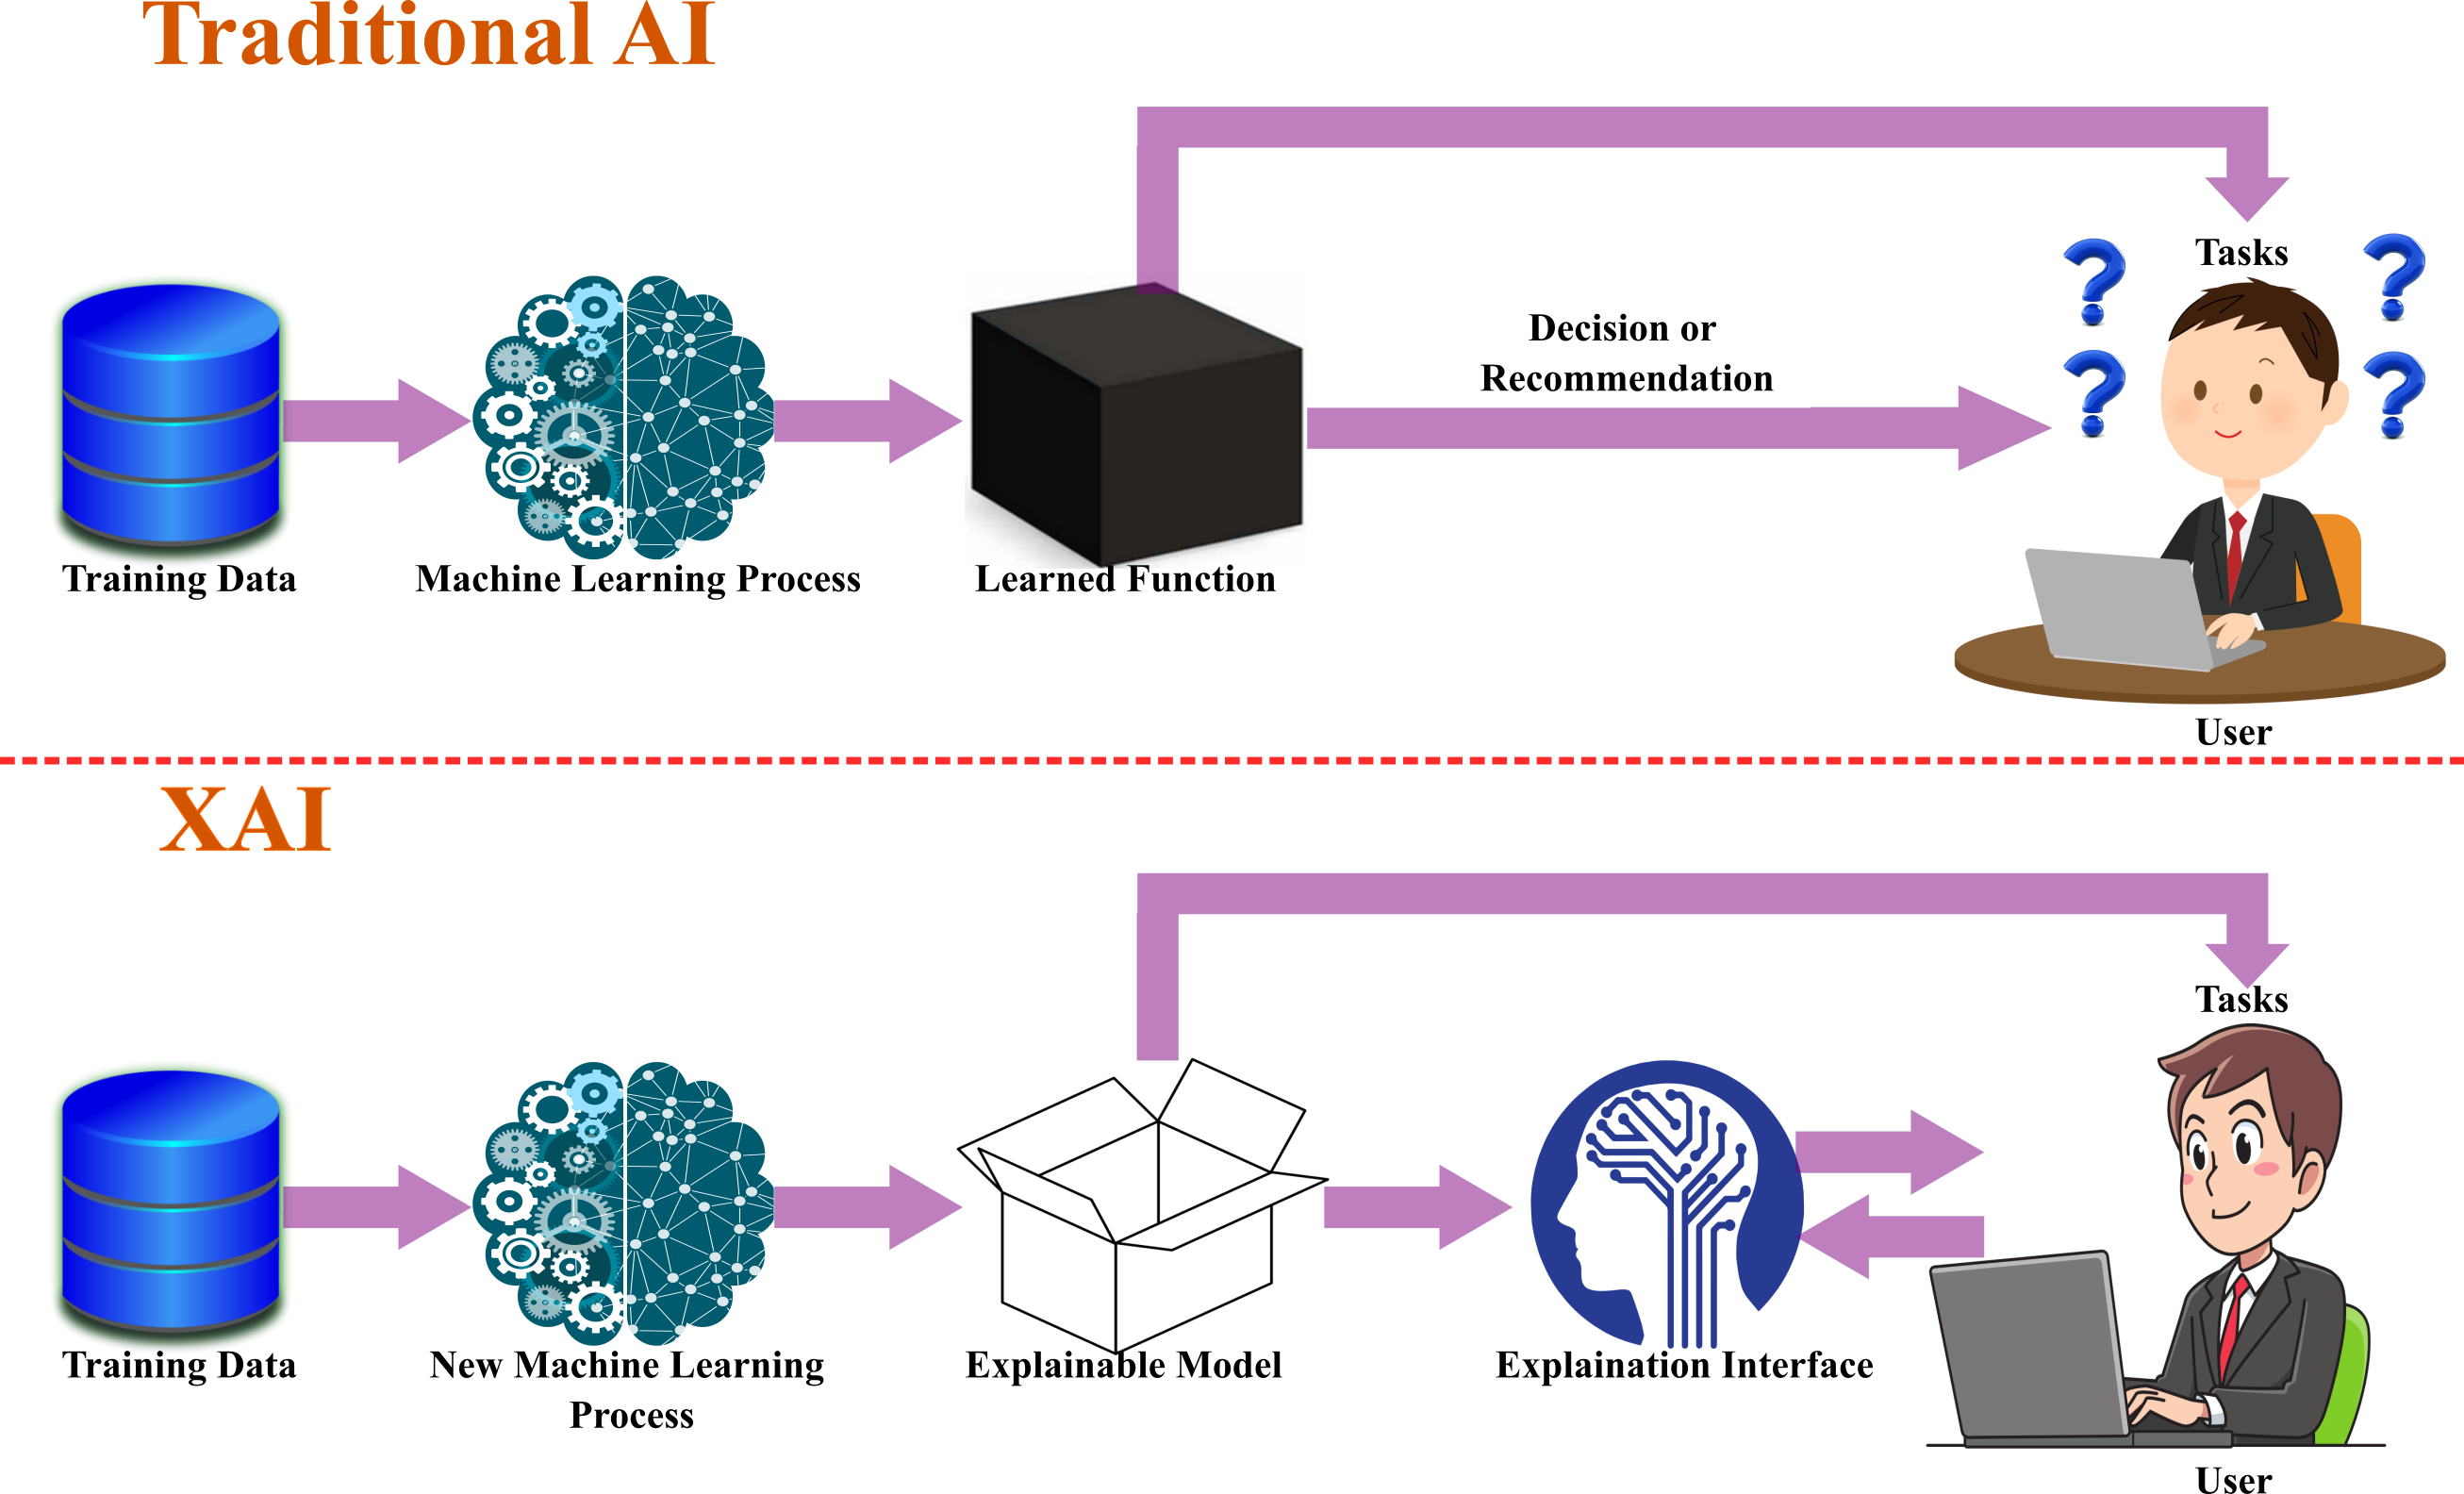 Traditional AI
Tasks
Decision or
Recommendation
Training Data
Machine Learning Process
Learned Function
User
XAI
Tasks
Training Data
New Machine Learning
Process
Explainable Model
Explaination Interface
User